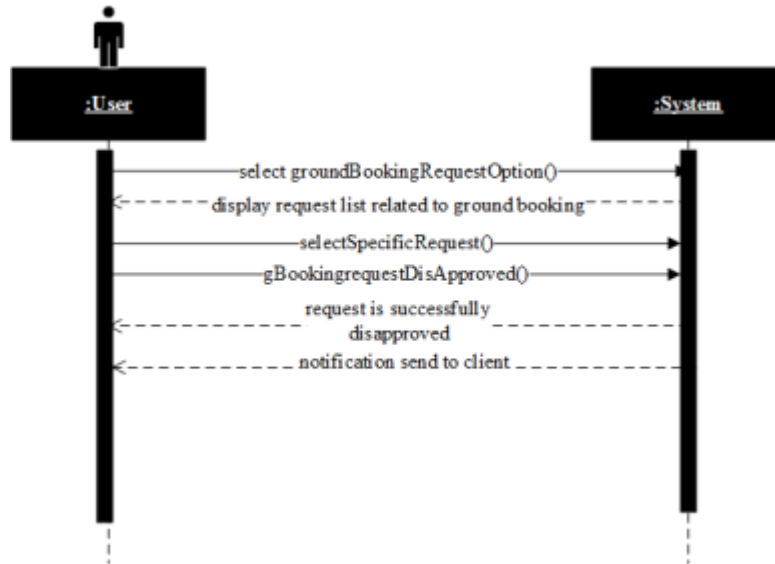 :User
:System
select groundBookingRequestOption()
display request list related to ground booking
selectSpecificRequest()
gBookingrequestDisApproved()
request is successfully
disapproved
notification send to client